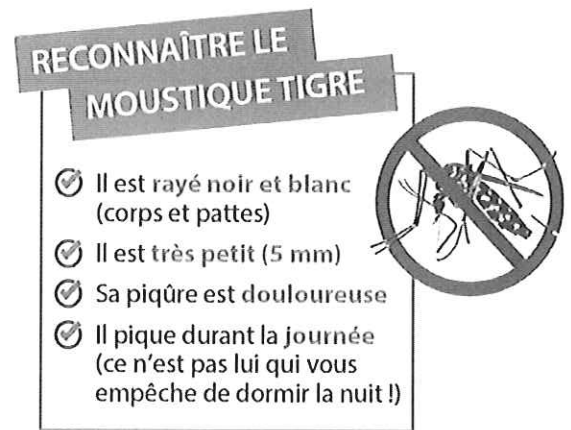 RECONNAÎTRE LE
MOUSTIQUE TIGRE
Il est rayé noir et blanc
(corps et pattes)
Il est très petit (5 mm)
Sa piqûre est douloureuse
Il pique durant la journée
(ce n'est pas lui qui vous
empêche de dormir la nuit !)